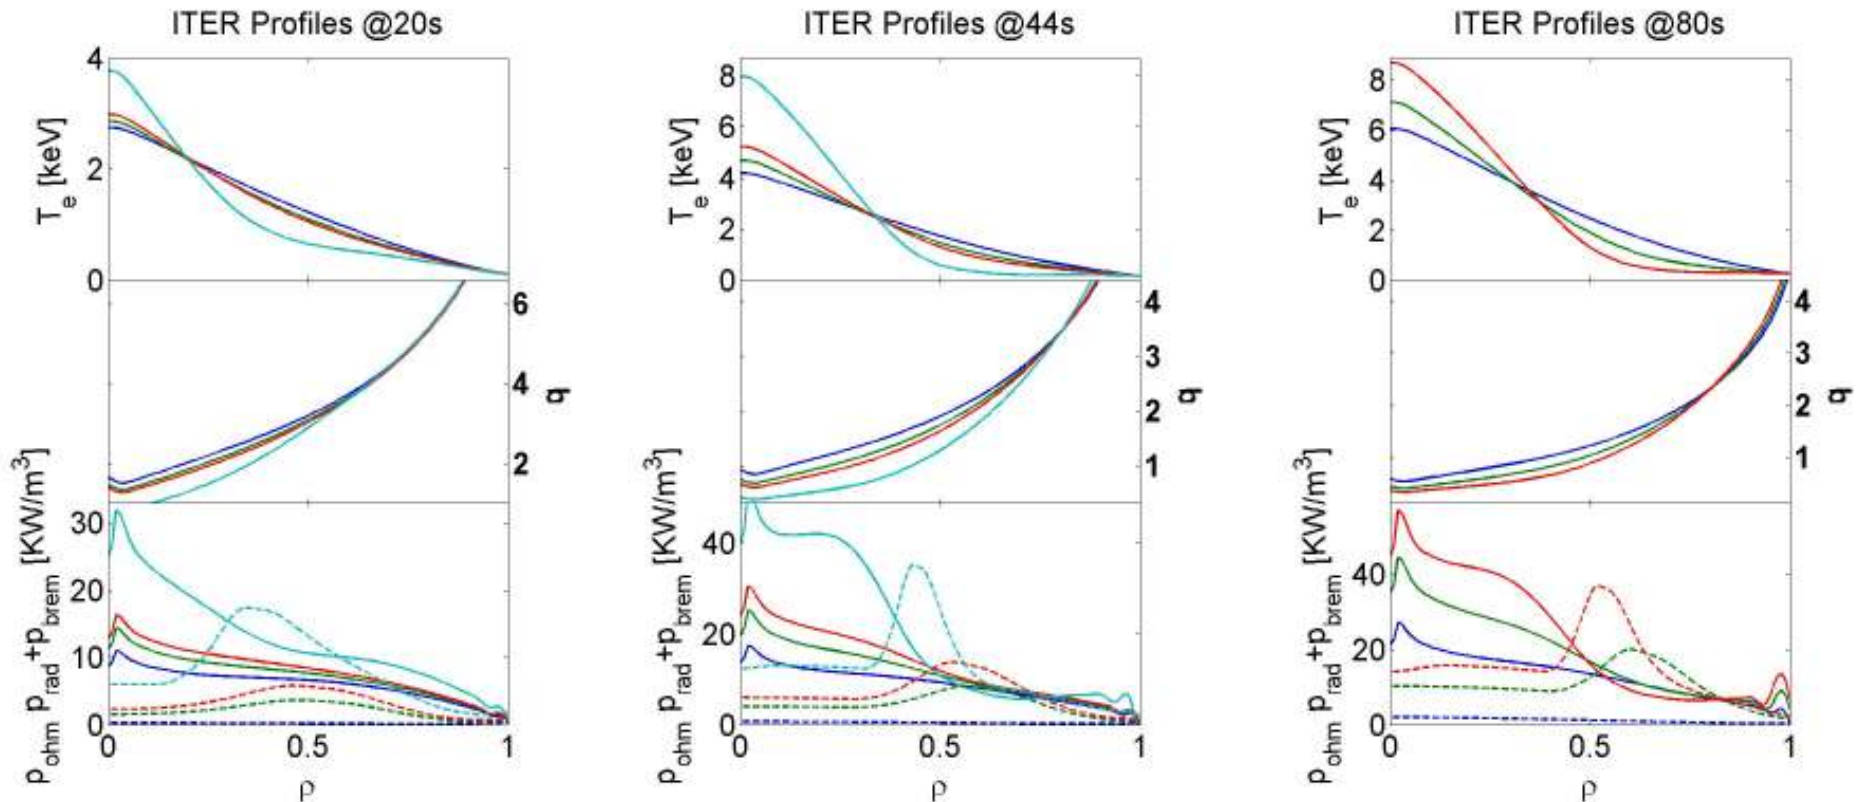 ITER Profiles @20s
ITER Profiles @44s
ITER Profiles @80s
4
2
0
T_e [keV]
6
4
2
q
30
20
10
0
p_ohm p_rad+p_brem [KW/m^3]
0
0.5
1
ρ
8
6
4
2
0
T_e [keV]
4
3
2
1
q
40
20
0
p_ohm p_rad+p_brem [KW/m^3]
0
0.5
1
ρ
8
6
4
2
0
T_e [keV]
4
3
2
1
q
40
20
0
p_ohm p_rad+p_brem [KW/m^3]
0
0.5
1
ρ